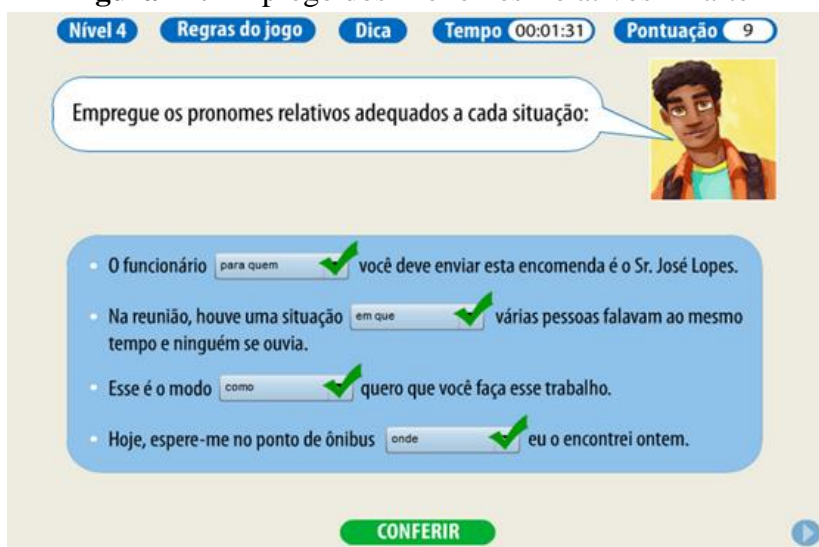 Nível 4 Regras do jogo Dica Tempo 00:01:31 Pontuação 9
Empregue os pronomes relativos adequados a cada situação:
• O funcionário para quem você deve enviar esta encomenda é o Sr. José Lopes.
• Na reunião, houve uma situação em que várias pessoas falavam ao mesmo
tempo e ninguém se ouvia.
• Esse é o modo como quero que você faça esse trabalho.
• Hoje, espere-me no ponto de ônibus onde eu o encontrei ontem.
CONFERIR